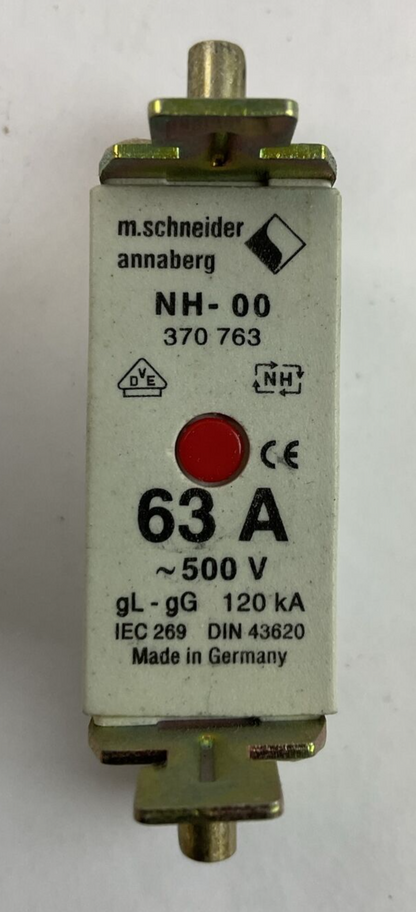 m.schneider
annaberg
NH- 00
370 763
DVE
NH
CE
63 A
~500 V
gL - gG 120 kA
IEC 269 DIN 43620
Made in Germany